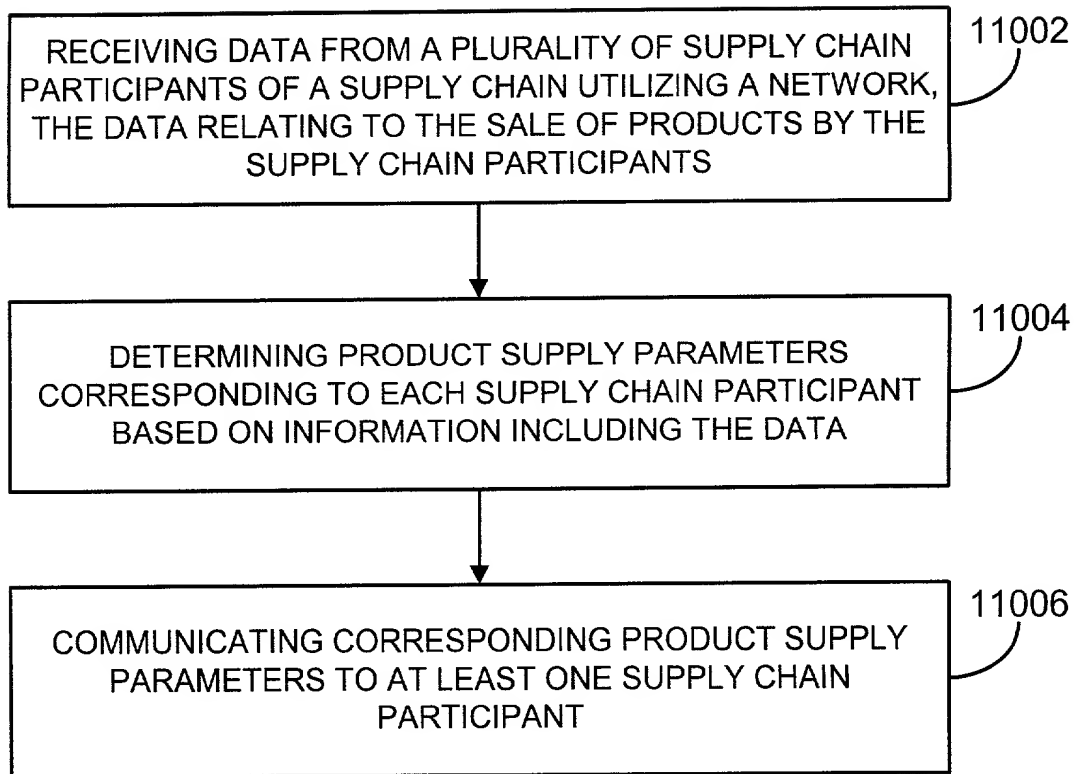 RECEIVING DATA FROM A PLURALITY OF SUPPLY CHAIN
PARTICIPANTS OF A SUPPLY CHAIN UTILIZING A NETWORK,
THE DATA RELATING TO THE SALE OF PRODUCTS BY THE
SUPPLY CHAIN PARTICIPANTS
11002
DETERMINING PRODUCT SUPPLY PARAMETERS
CORRESPONDING TO EACH SUPPLY CHAIN PARTICIPANT
BASED ON INFORMATION INCLUDING THE DATA
11004
COMMUNICATING CORRESPONDING PRODUCT SUPPLY
PARAMETERS TO AT LEAST ONE SUPPLY CHAIN
PARTICIPANT
11006